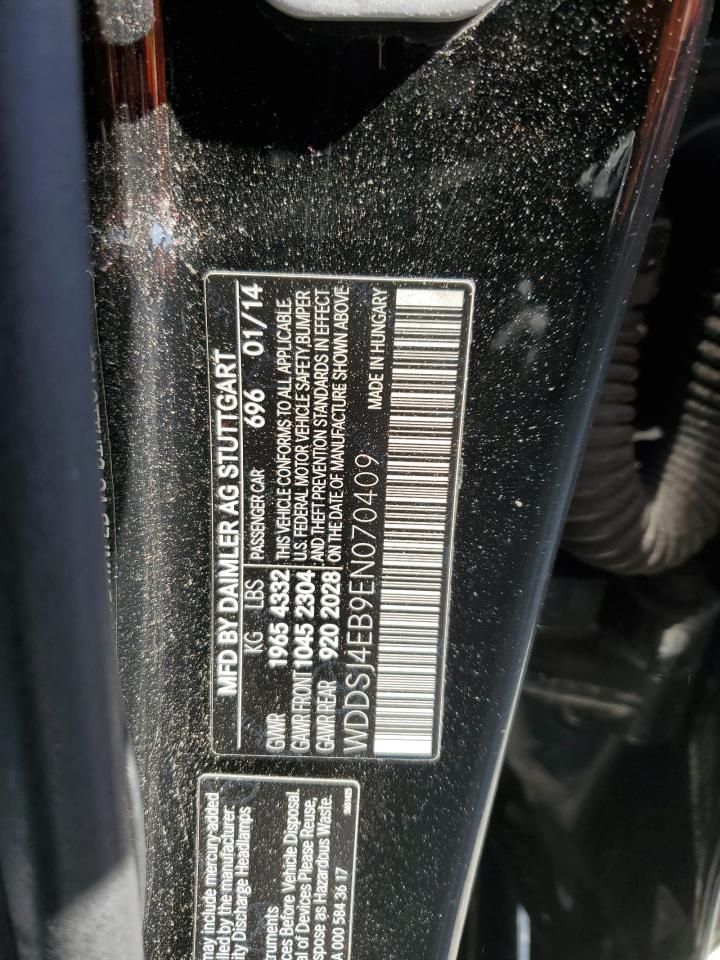 MFD BY DAIMLER AG STUTTGART
KG LBS PASSENGER CAR 696 01/14
GVWR 1965 4332 THIS VEHICLE CONFORMS TO ALL APPLICABLE
GAWR FRONT 1045 2304 U.S. FEDERAL MOTOR VEHICLE SAFETY, BUMPER
GAWR REAR 920 2028 AND THEFT PREVENTION STANDARDS IN EFFECT
ON THE DATE OF MANUFACTURE SHOWN ABOVE
WDDSJ4EB9EN070409 MADE IN HUNGARY
may include mercury-added
by the manufacturer:
Discharge Headlamps
Before Vehicle Disposal.
of Devices Please Reuse,
as Hazardous Waste.
A 000 584 36 17